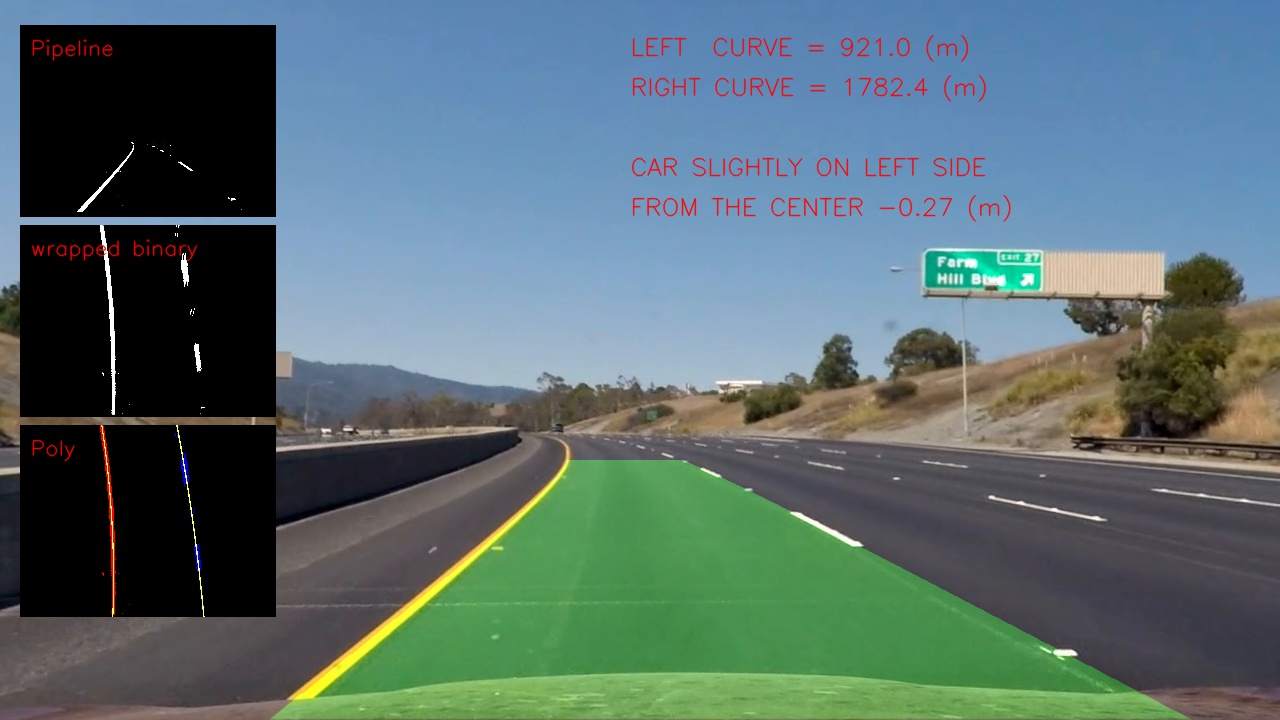 Pipeline
LEFT CURVE = 921.0 (m)
RIGHT CURVE = 1782.4 (m)
CAR SLIGHTLY ON LEFT SIDE
FROM THE CENTER -0.27 (m)
wrapped binary
EXIT 27
Farm
Hill Blvd
Poly